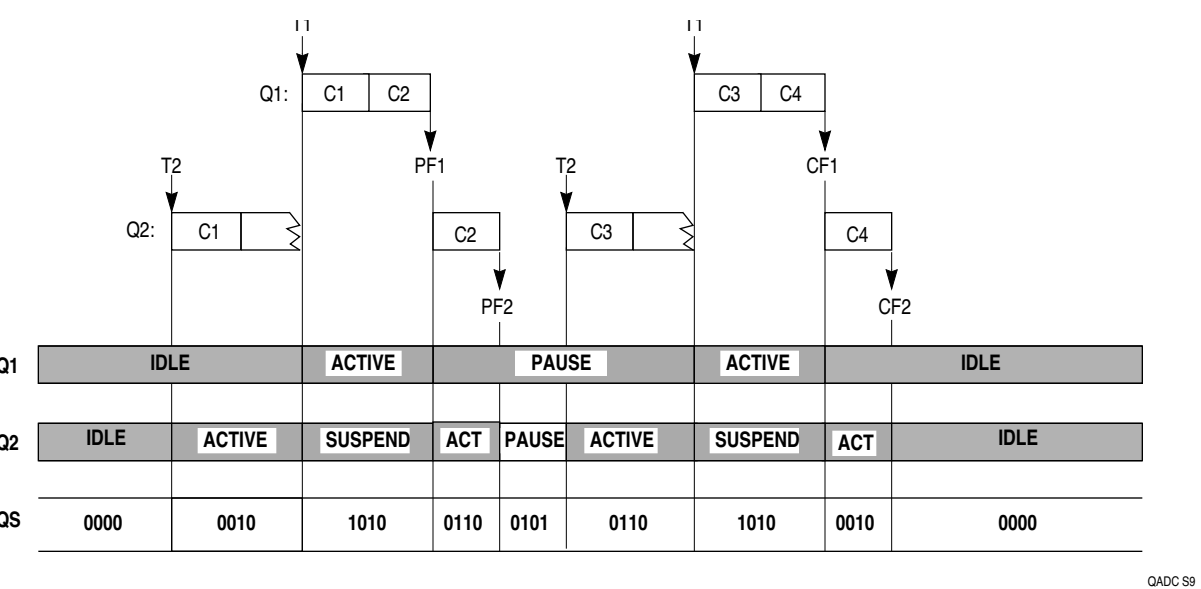 T1 T1
Q1: C1 C2 C3 C4
T2 PF1 T2 CF1
Q2: C1 C2 C3 C4
PF2 CF2
Q1 IDLE ACTIVE PAUSE ACTIVE IDLE
Q2 IDLE ACTIVE SUSPEND ACT PAUSE ACTIVE SUSPEND ACT IDLE
QS 0000 0010 1010 0110 0101 0110 1010 0010 0000
QADC S9